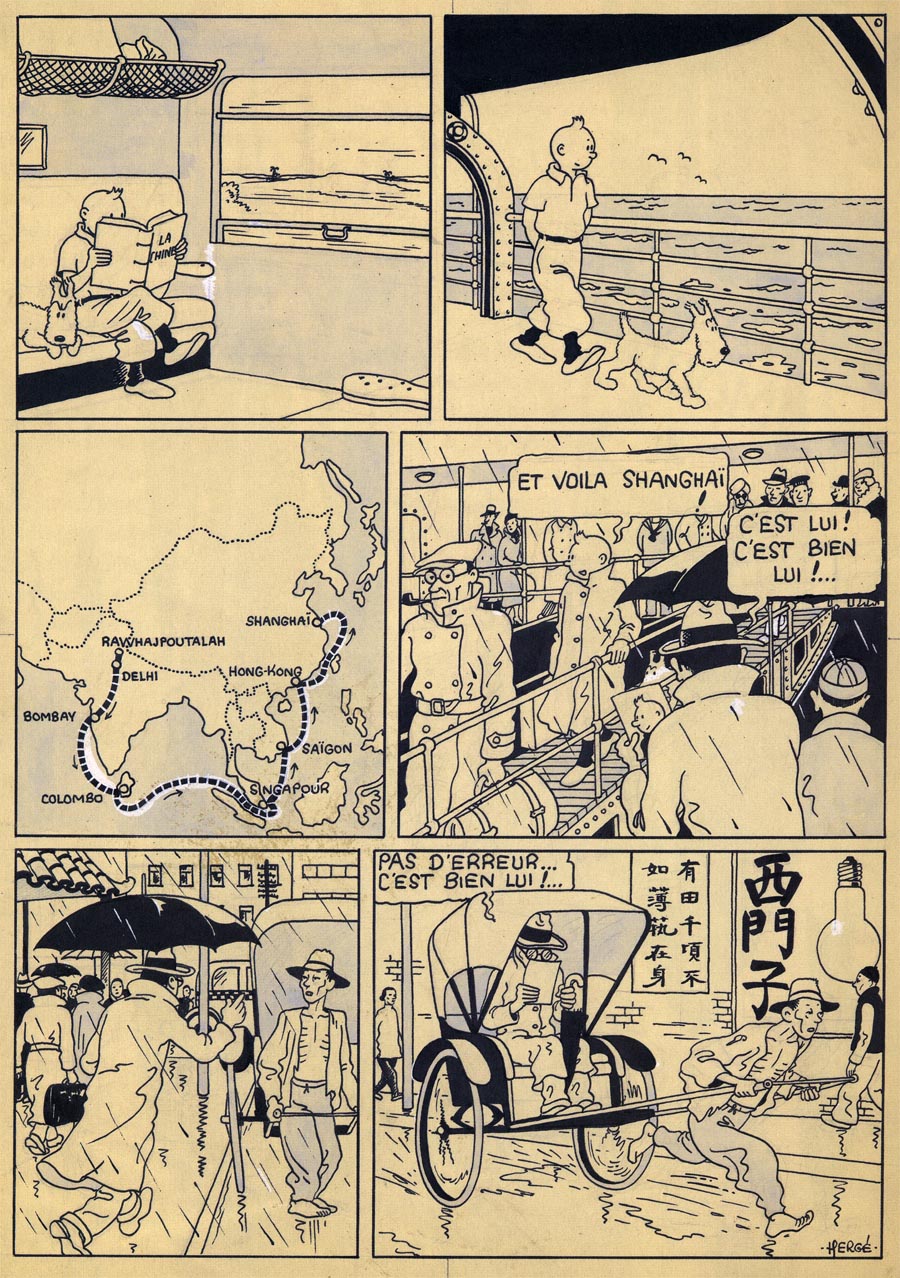 LA
CHINE
ET VOILA SHANGHAÏ
!
C'EST LUI!
C'EST BIEN
LUI!...
SHANGHAÏ
RAWHAJPOUTALAH
DELHI
HONG-KONG
BOMBAY
SAÏGON
COLOMBO
SINGAPOUR
PAS D'ERREUR...
C'EST BIEN LUI!...
有田千頃不
如薄蓺在身
西門子
·HERGÉ·